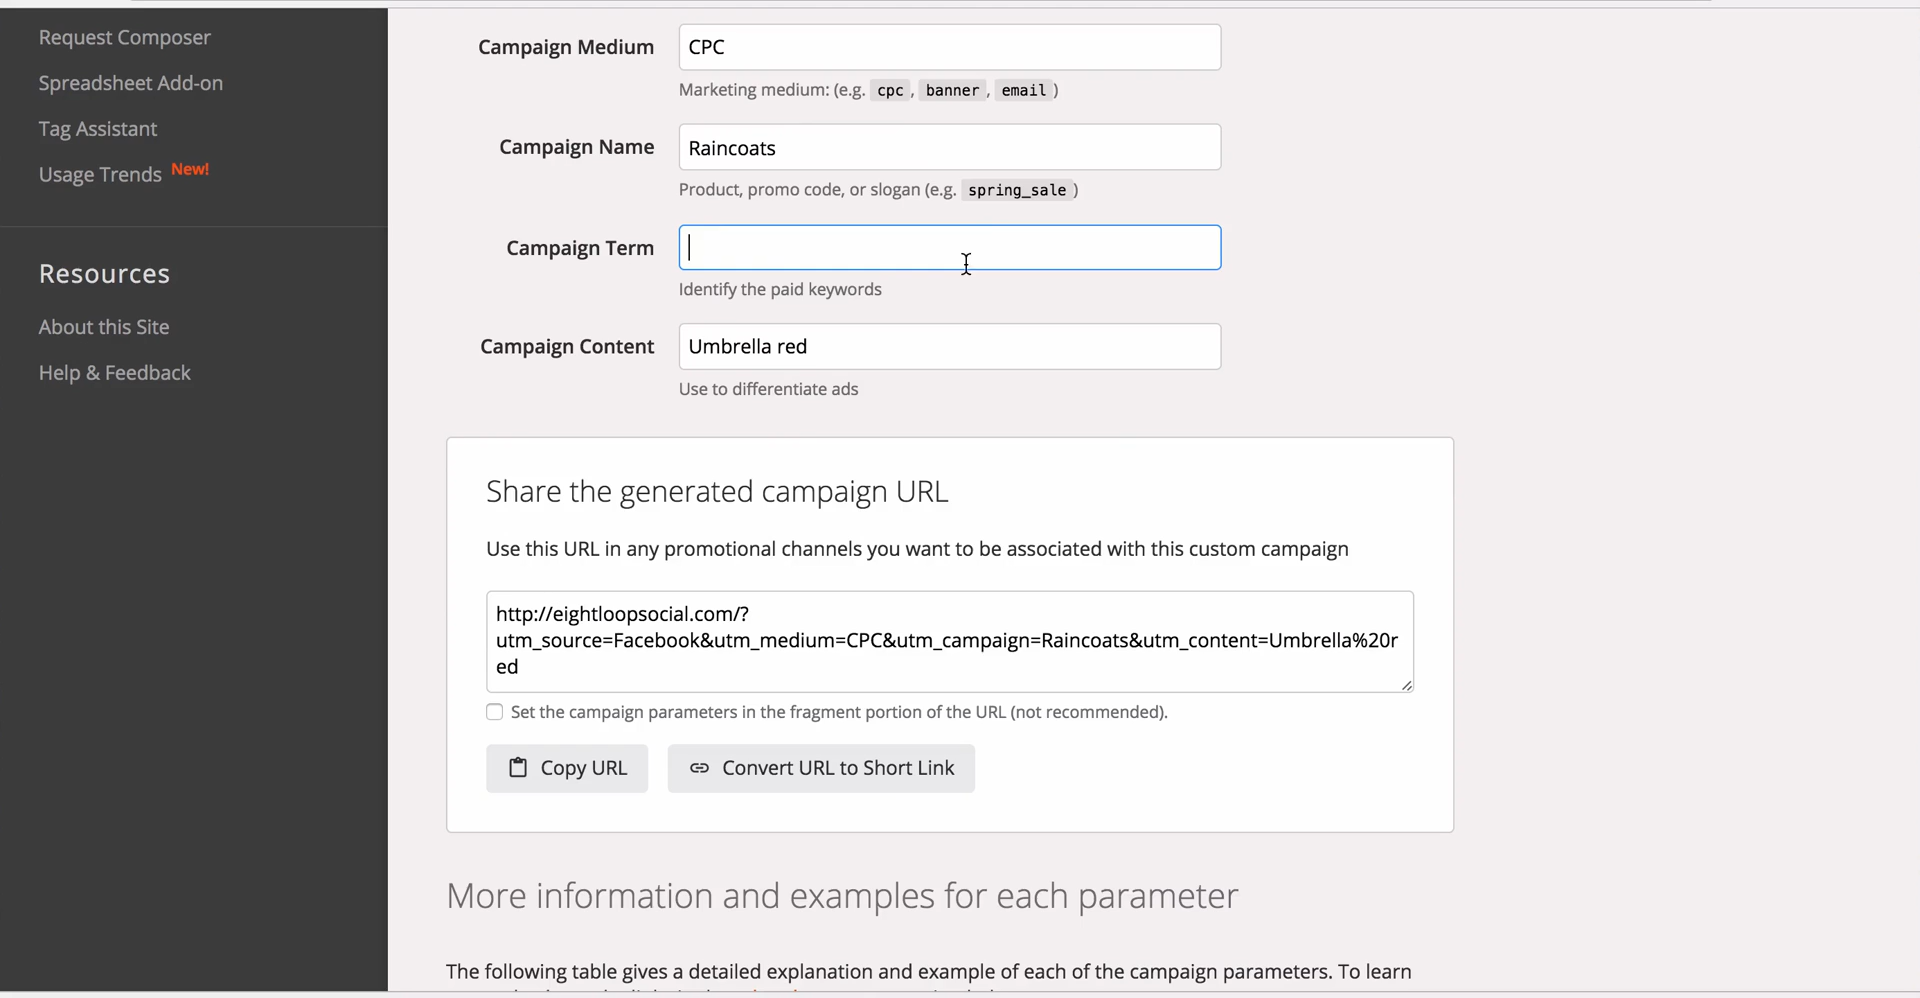 Request Composer
Spreadsheet Add-on
Tag Assistant
Usage Trends New!
Resources
About this Site
Help & Feedback
Campaign Medium CPC
Marketing medium: (e.g. cpc , banner , email )
Campaign Name Raincoats
Product, promo code, or slogan (e.g. spring_sale )
Campaign Term
Identify the paid keywords
Campaign Content Umbrella red
Use to differentiate ads
Share the generated campaign URL
Use this URL in any promotional channels you want to be associated with this custom campaign
http://eightloopsocial.com/?
utm_source=Facebook&utm_medium=CPC&utm_campaign=Raincoats&utm_content=Umbrella%20r
ed
Set the campaign parameters in the fragment portion of the URL (not recommended).
Copy URL Convert URL to Short Link
More information and examples for each parameter
The following table gives a detailed explanation and example of each of the campaign parameters. To learn